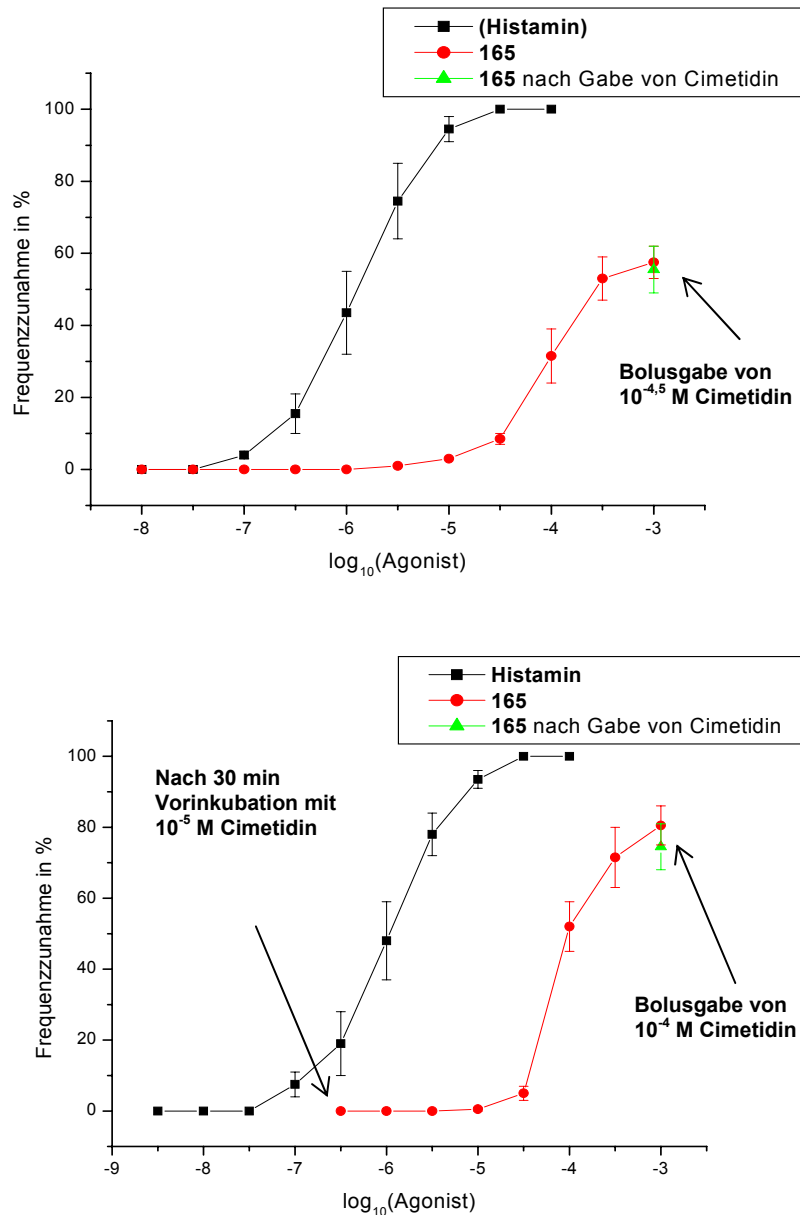 (Histamin)
165
165 nach Gabe von Cimetidin
100
80
60
40
20
0
Frequenzzunahme in %
Bolusgabe von
10-4,5 M Cimetidin
-8 -7 -6 -5 -4 -3
log10(Agonist)
Histamin
165
165 nach Gabe von Cimetidin
100
80
60
40
20
0
Frequenzzunahme in %
Nach 30 min
Vorinkubation mit
10-5 M Cimetidin
Bolusgabe von
10-4 M Cimetidin
-9 -8 -7 -6 -5 -4 -3
log10(Agonist)